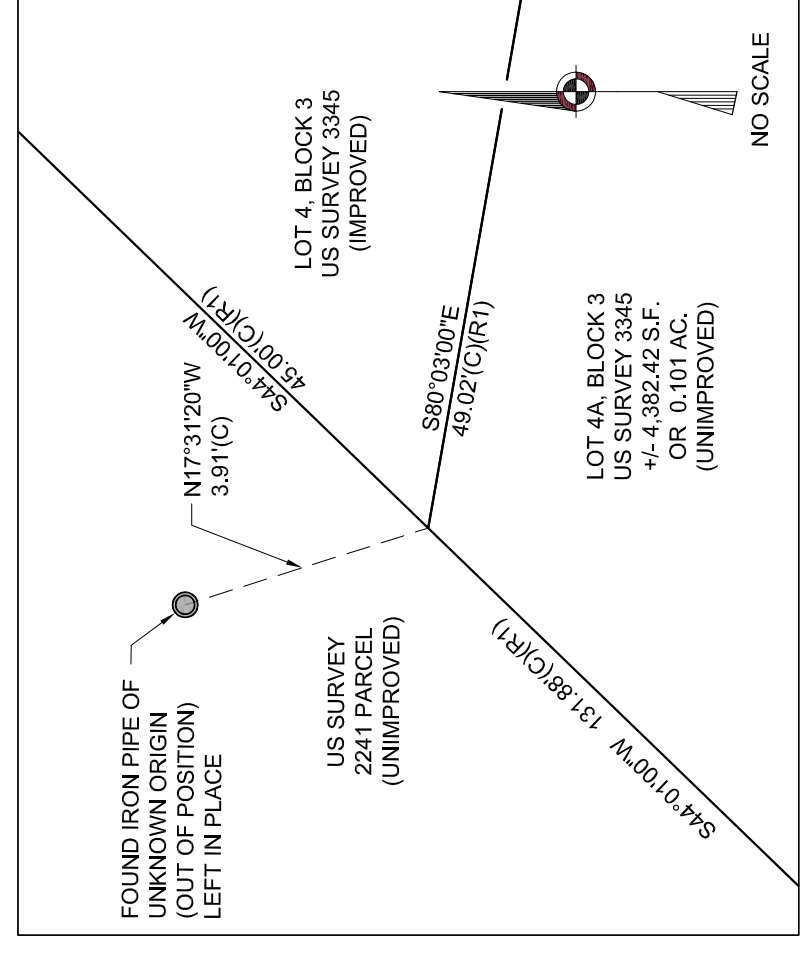 FOUND IRON PIPE OF
UNKNOWN ORIGIN
(OUT OF POSITION)
LEFT IN PLACE
N17°31'20"W
3.91'(C)
S44°01'00"W
45.00'(C)(R1)
LOT 4, BLOCK 3
US SURVEY 3345
(IMPROVED)
US SURVEY
2241 PARCEL
(UNIMPROVED)
S80°03'00"E
49.02'(C)(R1)
S44°01'00"W 131.88'(C)(R1)
LOT 4A, BLOCK 3
US SURVEY 3345
+/- 4,382.42 S.F.
OR 0.101 AC.
(UNIMPROVED)
NO SCALE